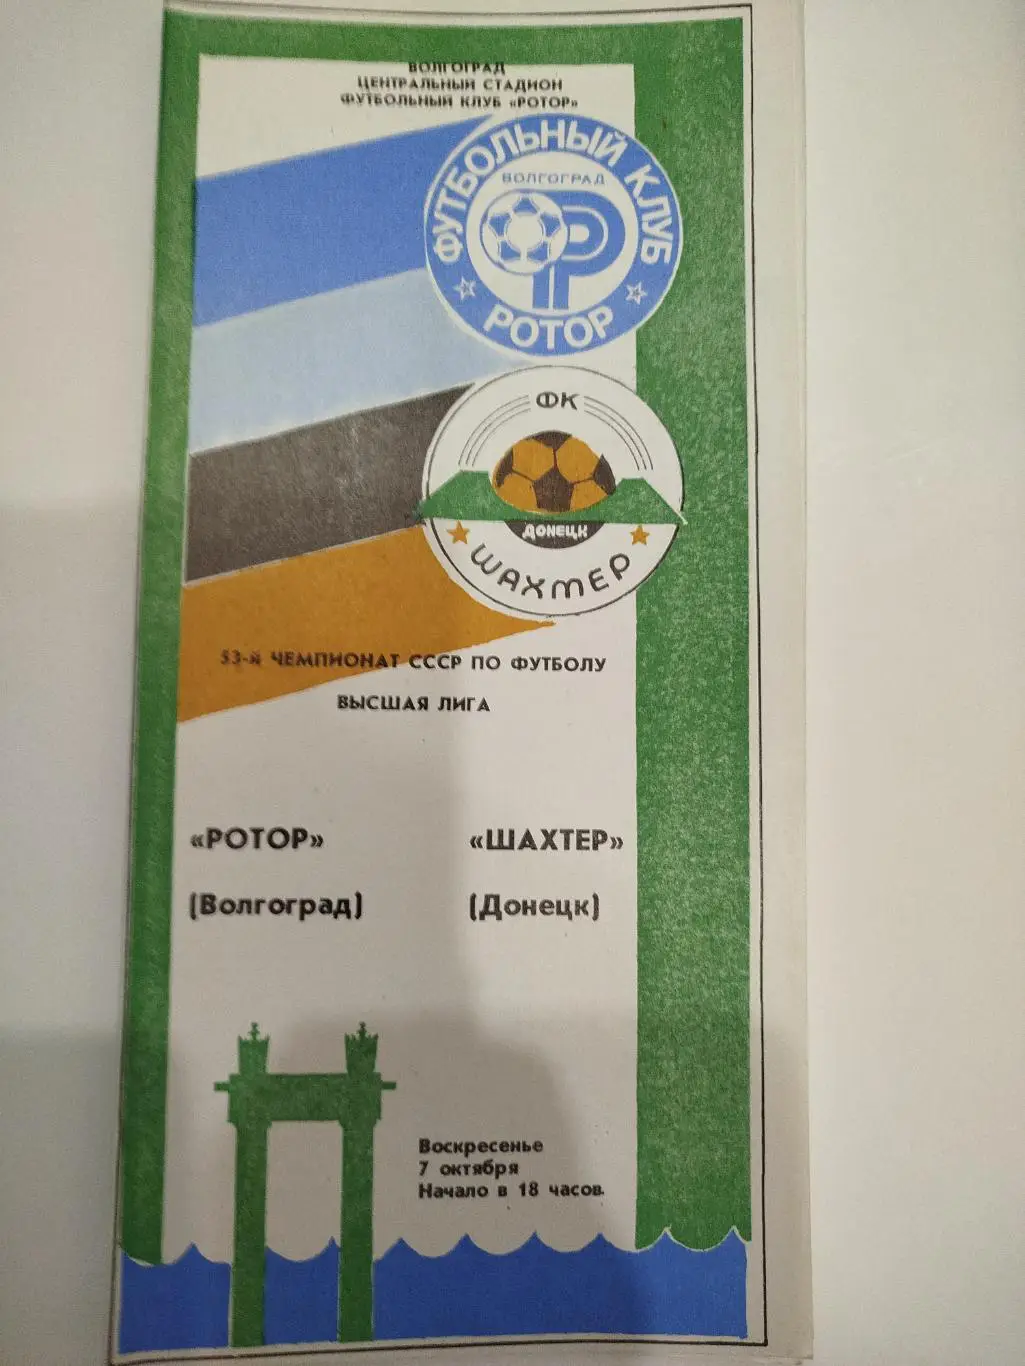 ВОЛГОГРАД
ЦЕНТРАЛЬНЫЙ СТАДИОН
ФУТБОЛЬНЫЙ КЛУБ «РОТОР»
ФУТБОЛЬНЫЙ КЛУБ
ВОЛГОГРАД
Р
РОТОР
ФК
ДОНЕЦК
ШАХТЕР
53-й ЧЕМПИОНАТ СССР ПО ФУТБОЛУ
ВЫСШАЯ ЛИГА
«РОТОР» «ШАХТЕР»
(Волгоград) (Донецк)
Воскресенье
7 октября
Начало в 18 часов.